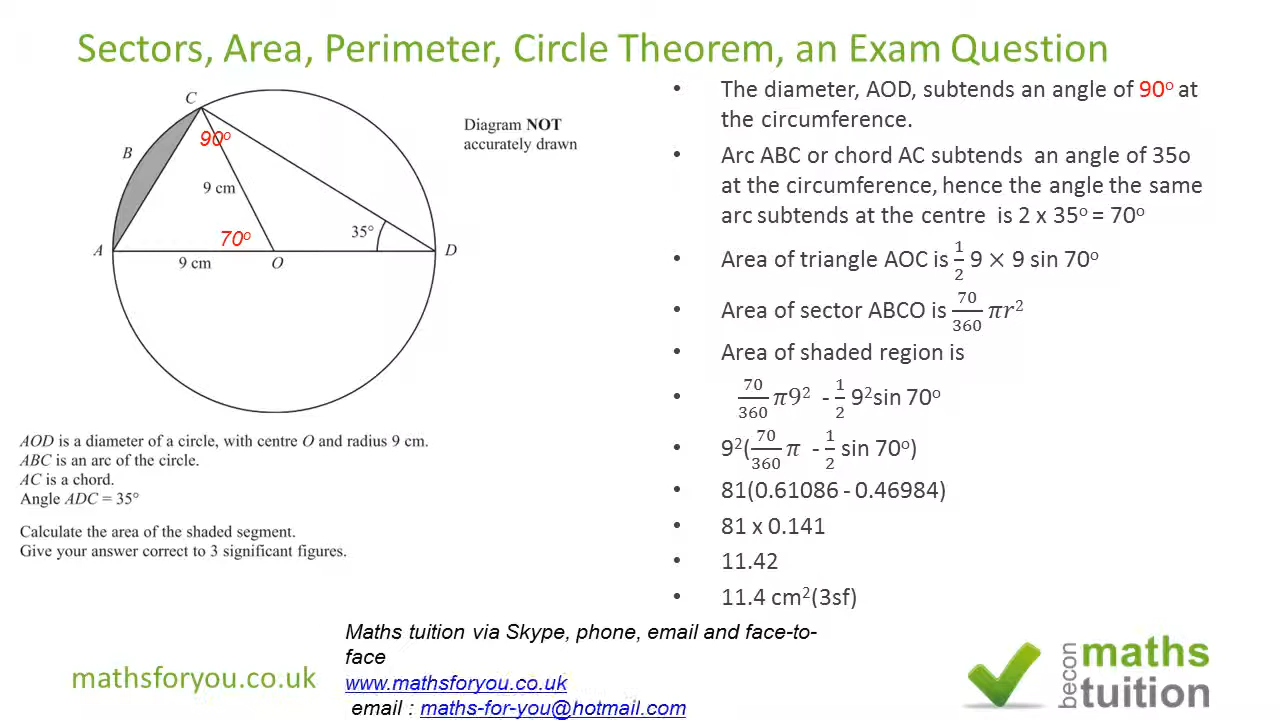 Sectors, Area, Perimeter, Circle Theorem, an Exam Question
C
90º
B
9 cm
70º
35°
A
9 cm
O
D
Diagram NOT
accurately drawn
AOD is a diameter of a circle, with centre O and radius 9 cm.
ABC is an arc of the circle.
AC is a chord.
Angle ADC = 35°
Calculate the area of the shaded segment.
Give your answer correct to 3 significant figures.
• The diameter, AOD, subtends an angle of 90º at
the circumference.
• Arc ABC or chord AC subtends an angle of 35o
at the circumference, hence the angle the same
arc subtends at the centre is 2 x 35º = 70º
• Area of triangle AOC is 1/2 9 × 9 sin 70º
• Area of sector ABCO is 70/360 πr²
• Area of shaded region is
• 70/360 π9² - 1/2 9²sin 70º
• 9²(70/360 π - 1/2 sin 70º)
• 81(0.61086 - 0.46984)
• 81 x 0.141
• 11.42
• 11.4 cm²(3sf)
Maths tuition via Skype, phone, email and face-to-
face
www.mathsforyou.co.uk
email : maths-for-you@hotmail.com
mathsforyou.co.uk
becon
maths
tuition